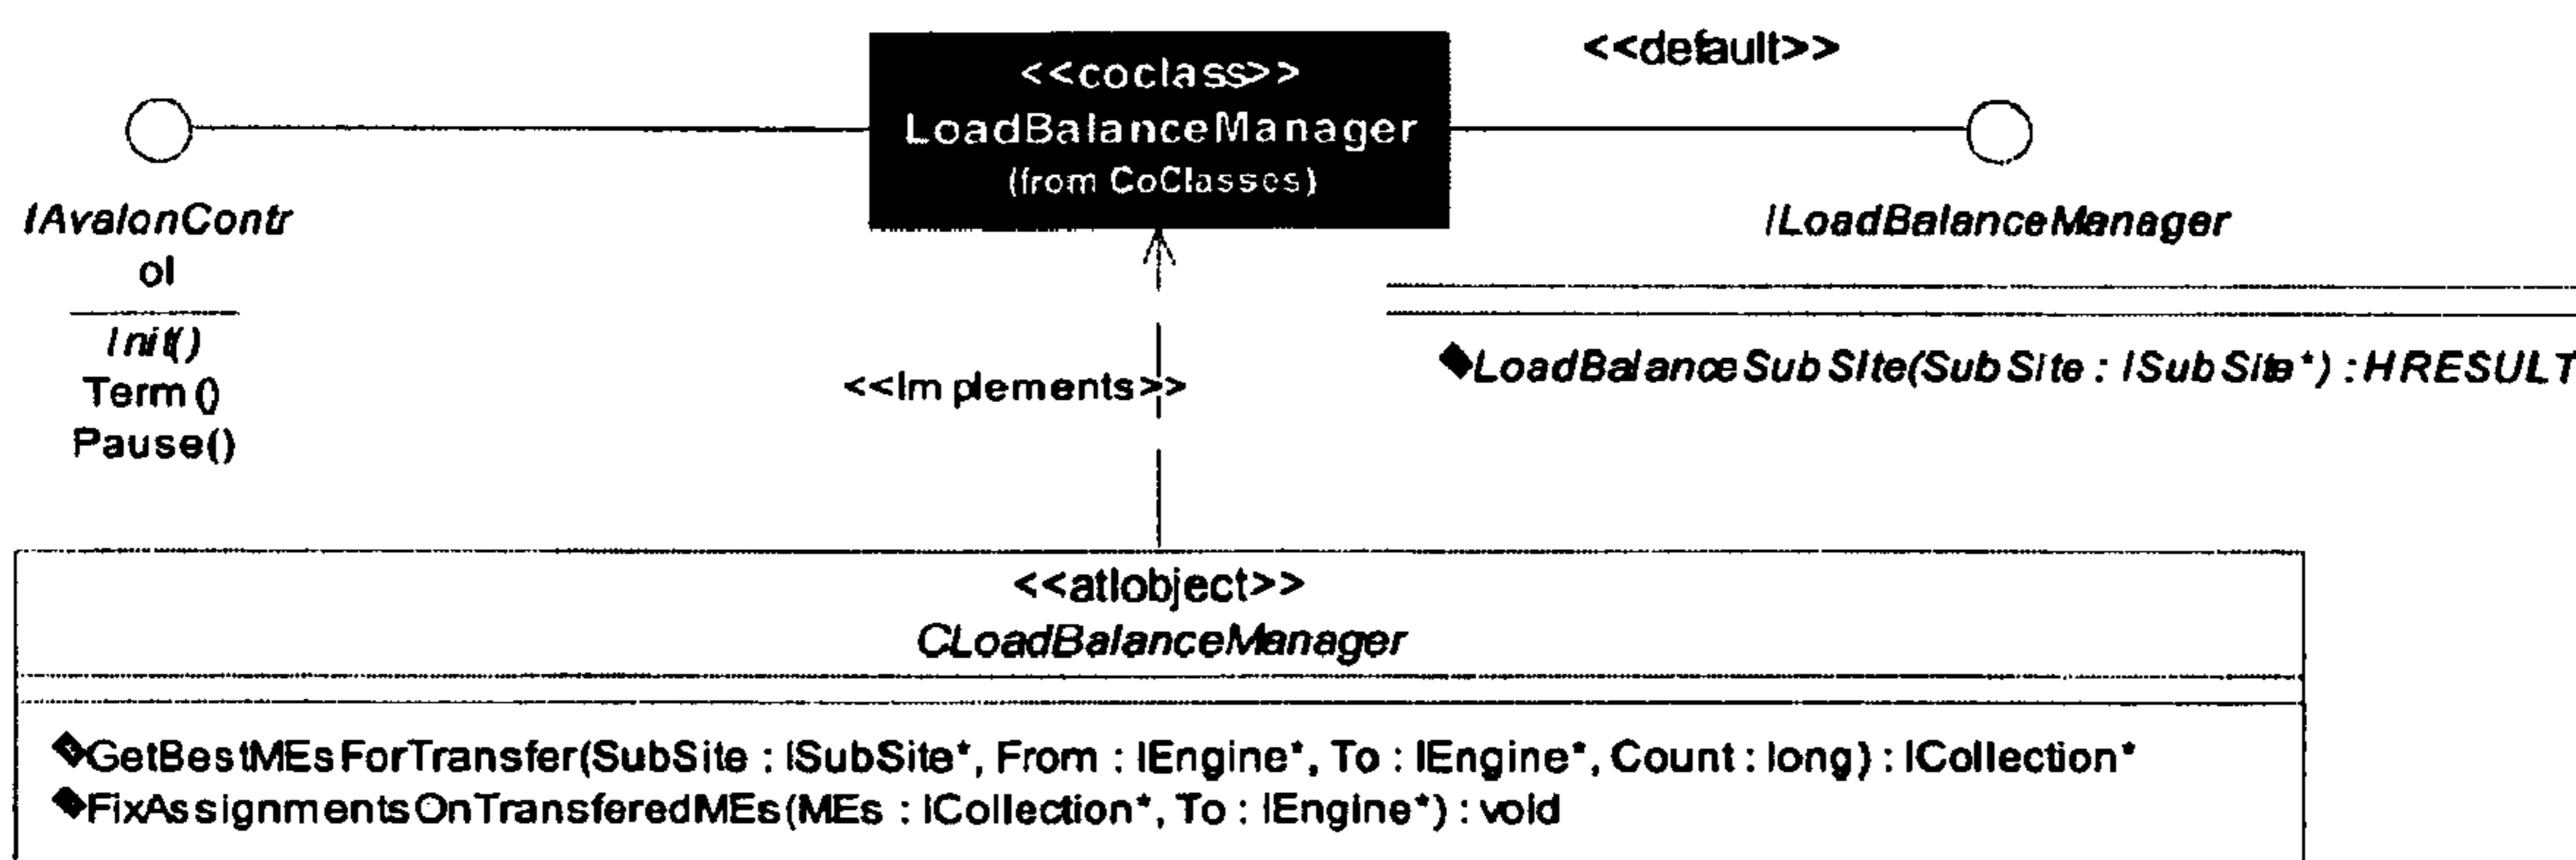 <<default>>
<<coclass>>
LoadBalanceManager
(from CoClasses)
IAvalonContr
ol
Init()
Term()
Pause()
ILoadBalanceManager
LoadBalanceSubSite(SubSite : ISubSite*) : HRESULT
<<Implements>>
<<atlobject>>
CLoadBalanceManager
GetBestMEsForTransfer(SubSite : ISubSite*, From : IEngine*, To : IEngine*, Count : long) : ICollection*
FixAssignmentsOnTransferedMEs(MEs : ICollection*, To : IEngine*) : void